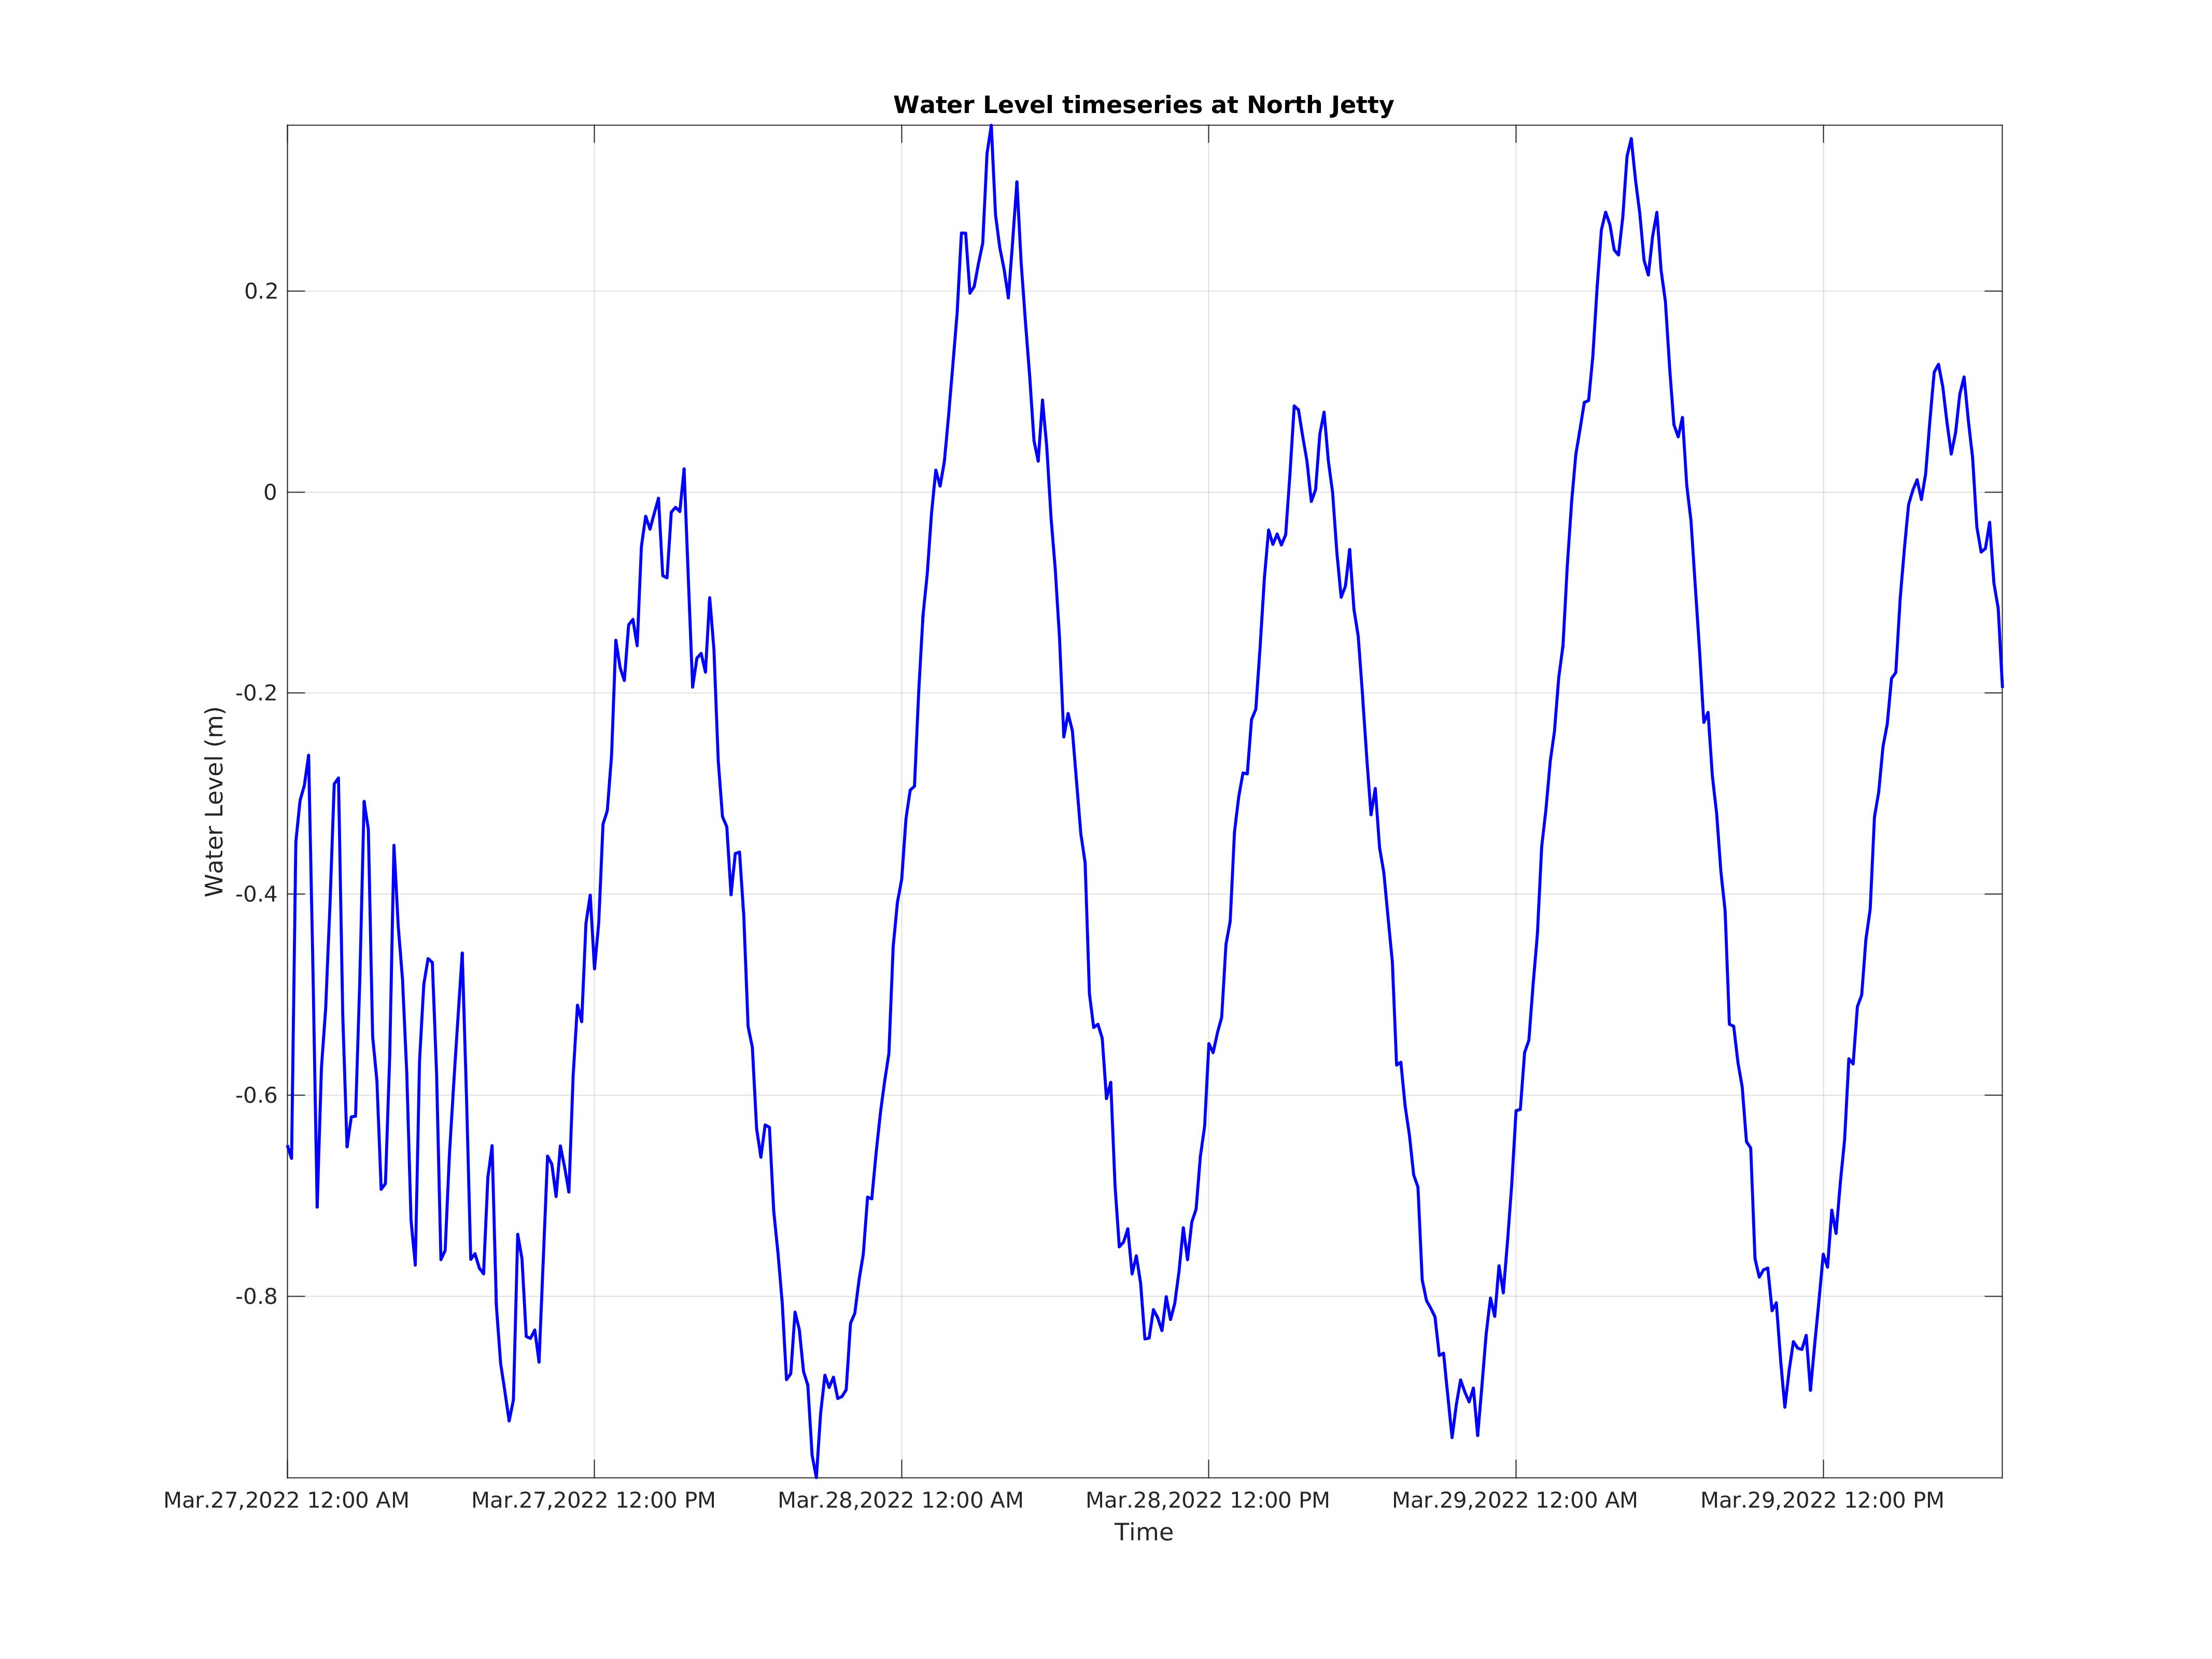 Water Level timeseries at North Jetty
0.2
0
-0.2
-0.4
-0.6
-0.8
Water Level (m)
Mar.27,2022 12:00 AM Mar.27,2022 12:00 PM Mar.28,2022 12:00 AM Mar.28,2022 12:00 PM Mar.29,2022 12:00 AM Mar.29,2022 12:00 PM
Time